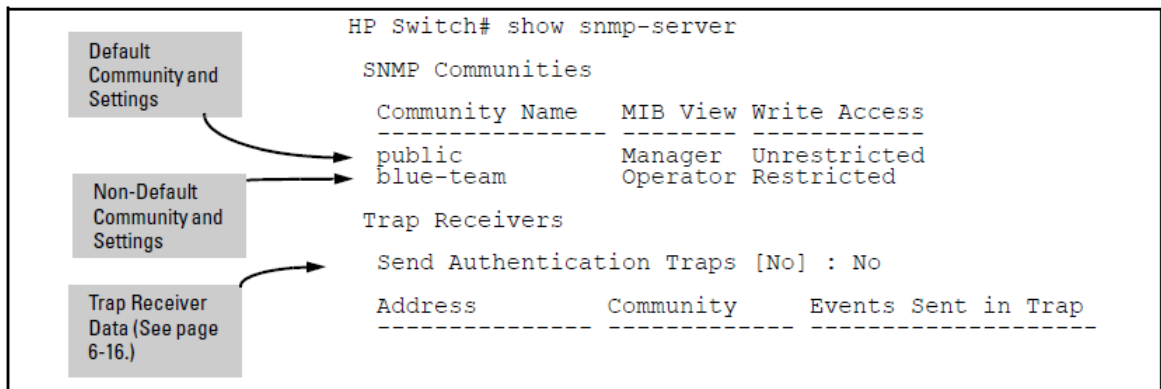 HP Switch# show snmp-server
Default
Community and
Settings
SNMP Communities
Community Name MIB View Write Access
---------------- -------- ------------
public Manager Unrestricted
blue-team Operator Restricted
Non-Default
Community and
Settings
Trap Receivers
Send Authentication Traps [No] : No
Trap Receiver
Data (See page
6-16.)
Address Community Events Sent in Trap
--------------- ------------- --------------------